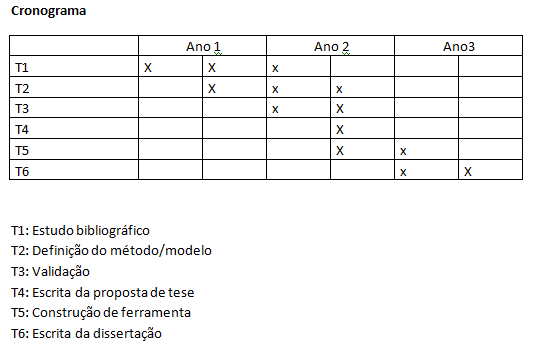 Cronograma
Ano 1 Ano 2 Ano3
T1 X X x
T2 X x x
T3 x X
T4 X
T5 X x
T6 x X
T1: Estudo bibliográfico
T2: Definição do método/modelo
T3: Validação
T4: Escrita da proposta de tese
T5: Construção de ferramenta
T6: Escrita da dissertação